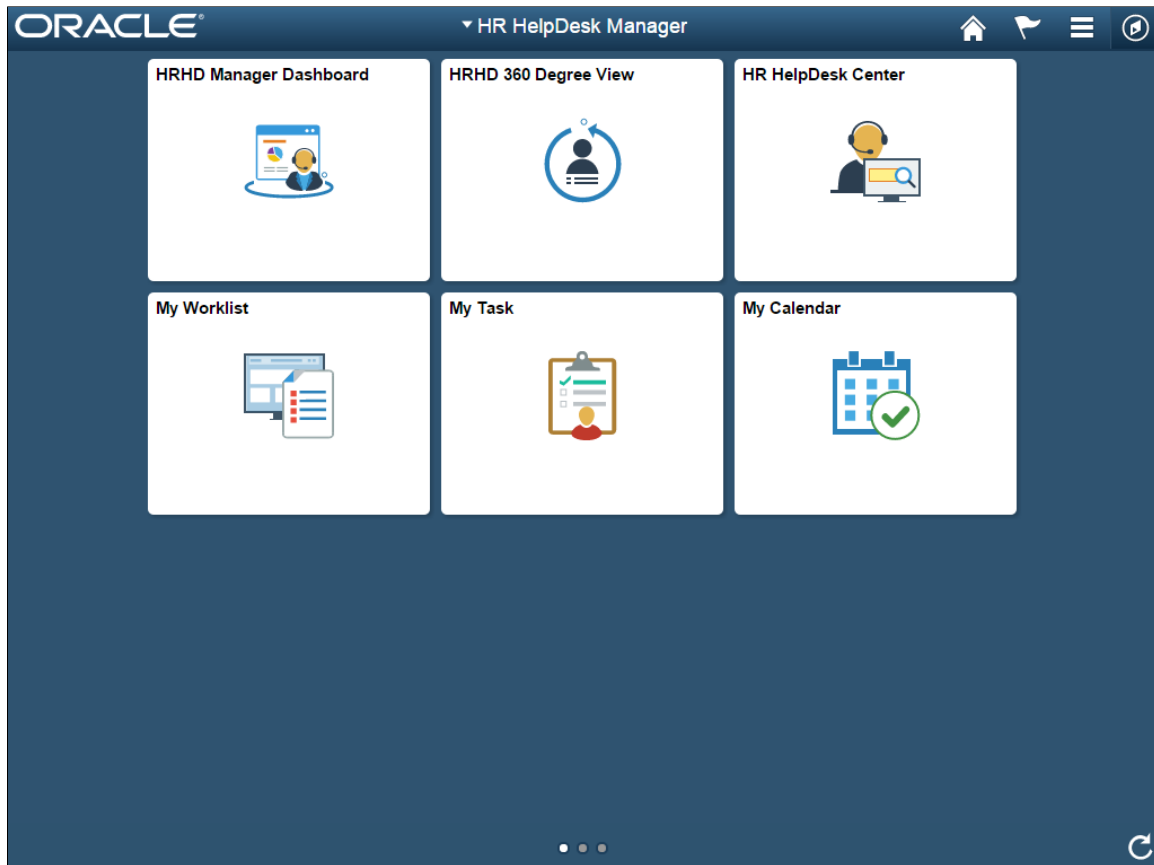 ORACLE®
HR HelpDesk Manager
HRHD Manager Dashboard
HRHD 360 Degree View
HR HelpDesk Center
My Worklist
My Task
My Calendar